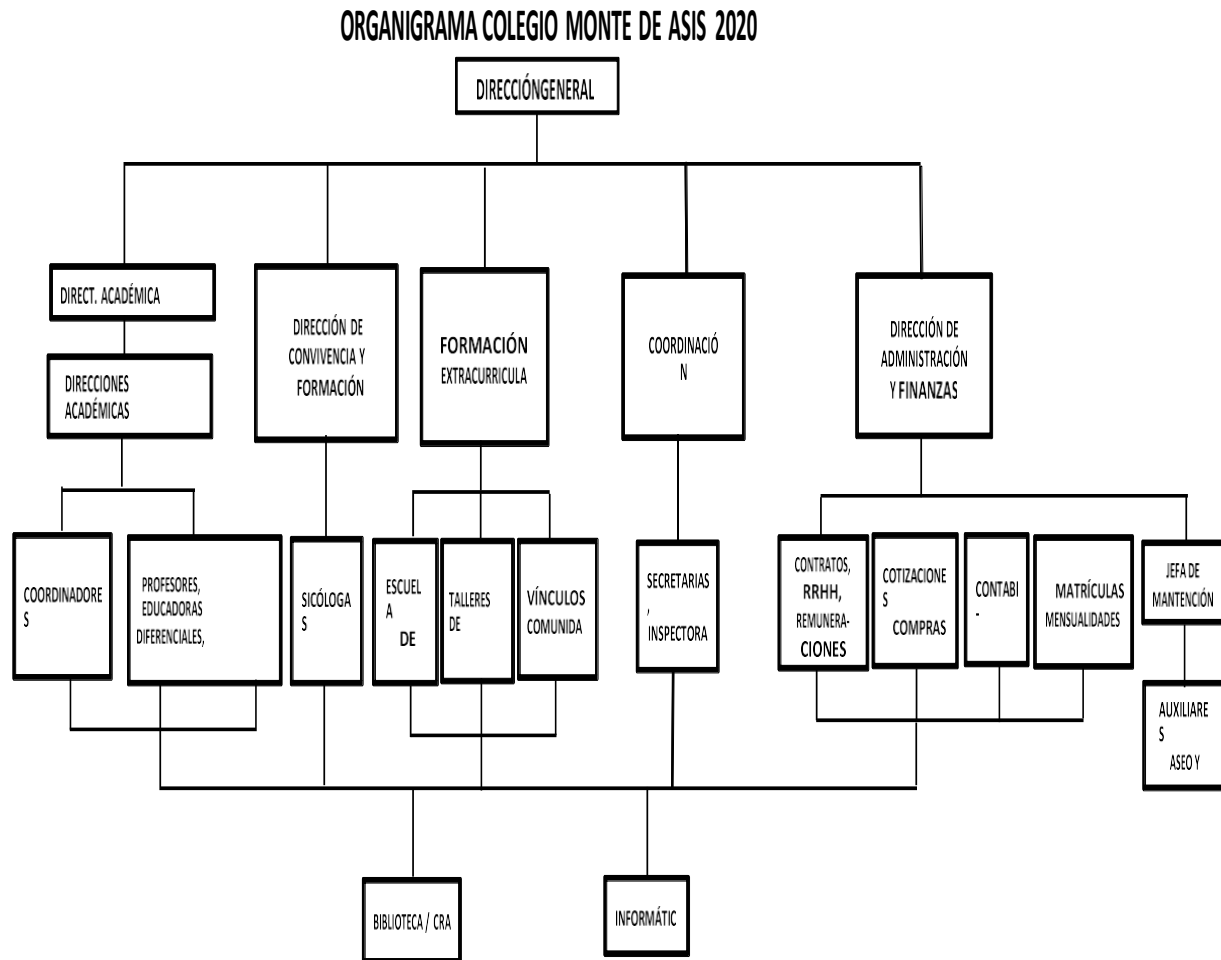 ORGANIGRAMA COLEGIO MONTE DE ASIS 2020
DIRECCIÓNGENERAL
DIRECT. ACADÉMICA
DIRECCIONES
ACADÉMICAS
DIRECCIÓN DE
CONVIVENCIA Y
FORMACIÓN
FORMACIÓN
EXTRACURRICULA
COORDINACIÓ
N
DIRECCIÓN DE
ADMINISTRACIÓN
Y FINANZAS
COORDINADORE
S
PROFESORES,
EDUCADORAS
DIFERENCIALES,
SICÓLOGA
S
ESCUEL
A
DE
TALLERES
DE
VÍNCULOS
COMUNIDA
SECRETARIAS
,
INSPECTORA
CONTRATOS,
RRHH,
REMUNERA-
CIONES
COTIZACIONE
S
COMPRAS
CONTABI
-
MATRÍCULAS
MENSUALIDADES
JEFA DE
MANTENCIÓN
AUXILIARE
S
ASEO Y
BIBLIOTECA / CRA
INFORMÁTIC